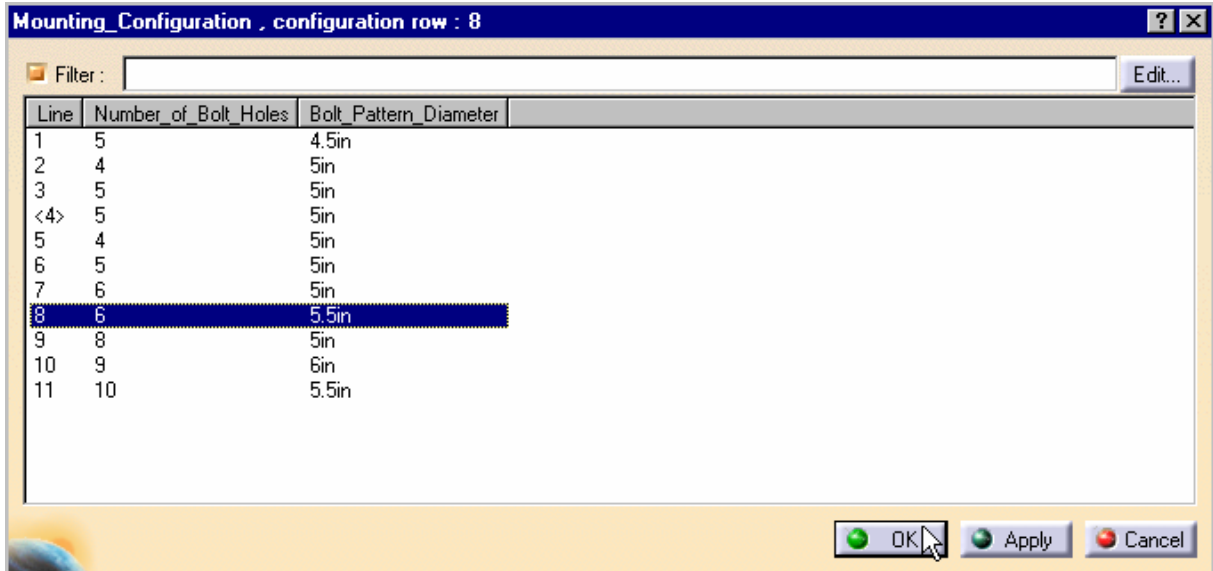 Mounting_Configuration , configuration row : 8 ? X
Filter : Edit...
Line Number_of_Bolt_Holes Bolt_Pattern_Diameter
1 5 4.5in
2 4 5in
3 5 5in
<4> 5 5in
5 4 5in
6 5 5in
7 6 5in
8 6 5.5in
9 8 5in
10 9 6in
11 10 5.5in
OK Apply Cancel